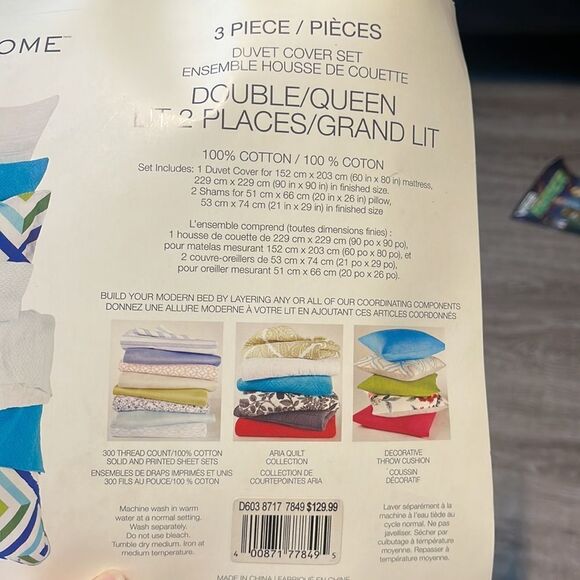 OME™
3 PIECE / PIÈCES
DUVET COVER SET
ENSEMBLE HOUSSE DE COUETTE
DOUBLE/QUEEN
LIT 2 PLACES/GRAND LIT
100% COTTON / 100 % COTON
Set Includes: 1 Duvet Cover for 152 cm x 203 cm (60 in x 80 in) mattress,
229 cm x 229 cm (90 in x 90 in) in finished size.
2 Shams for 51 cm x 66 cm (20 in x 26 in) pillow,
53 cm x 74 cm (21 in x 29 in) in finished size
L'ensemble comprend (toutes dimensions finies) :
1 housse de couette de 229 cm x 229 cm (90 po x 90 po),
pour matelas mesurant 152 cm x 203 cm (60 po x 80 po), et
2 couvre-oreillers de 53 cm x 74 cm (21 po x 29 po),
pour oreiller mesurant 51 cm x 66 cm (20 po x 26 po).
BUILD YOUR MODERN BED BY LAYERING ANY OR ALL OF OUR COORDINATING COMPONENTS
DONNEZ UNE ALLURE MODERNE À VOTRE LIT EN AJOUTANT CES ARTICLES COORDONNÉS
300 THREAD COUNT/100% COTTON
SOLID AND PRINTED SHEET SETS
ENSEMBLES DE DRAPS IMPRIMÉS ET UNIS
300 FILS AU POUCE/100 % COTON
ARIA QUILT
COLLECTION
COLLECTION DE
COURTEPOINTES ARIA
DECORATIVE
THROW CUSHION
COUSSIN
DÉCORATIF
Machine wash in warm
water at a normal setting.
Wash separately.
Do not use bleach.
Tumble dry medium. Iron at
medium temperature.
D603 8717 7849 $129.99
4 00871 77849 5
Laver séparément à la
machine à l'eau tiède au
cycle normal. Ne pas
javelliser. Sécher par
culbutage à température
moyenne. Repasser à
température moyenne.
MADE IN CHINA / FABRIQUÉ EN CHINE